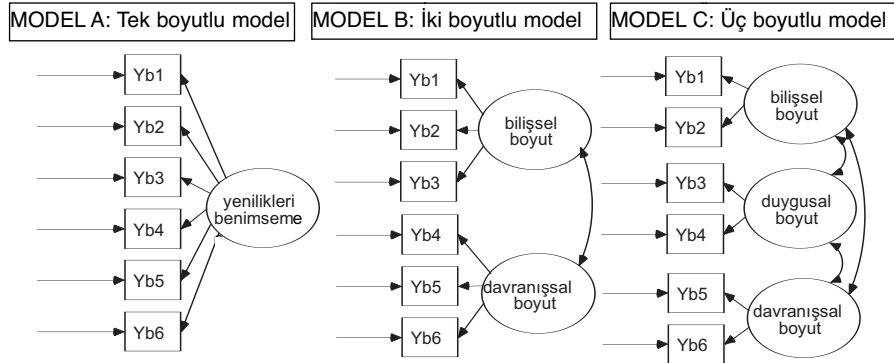 MODEL A: Tek boyutlu model
Yb1
Yb2
Yb3
Yb4
Yb5
Yb6
yenilikleri
benimseme
MODEL B: İki boyutlu model
Yb1
Yb2
Yb3
Yb4
Yb5
Yb6
bilişsel
boyut
davranışsal
boyut
MODEL C: Üç boyutlu model
Yb1
Yb2
Yb3
Yb4
Yb5
Yb6
bilişsel
boyut
duygusal
boyut
davranışsal
boyut